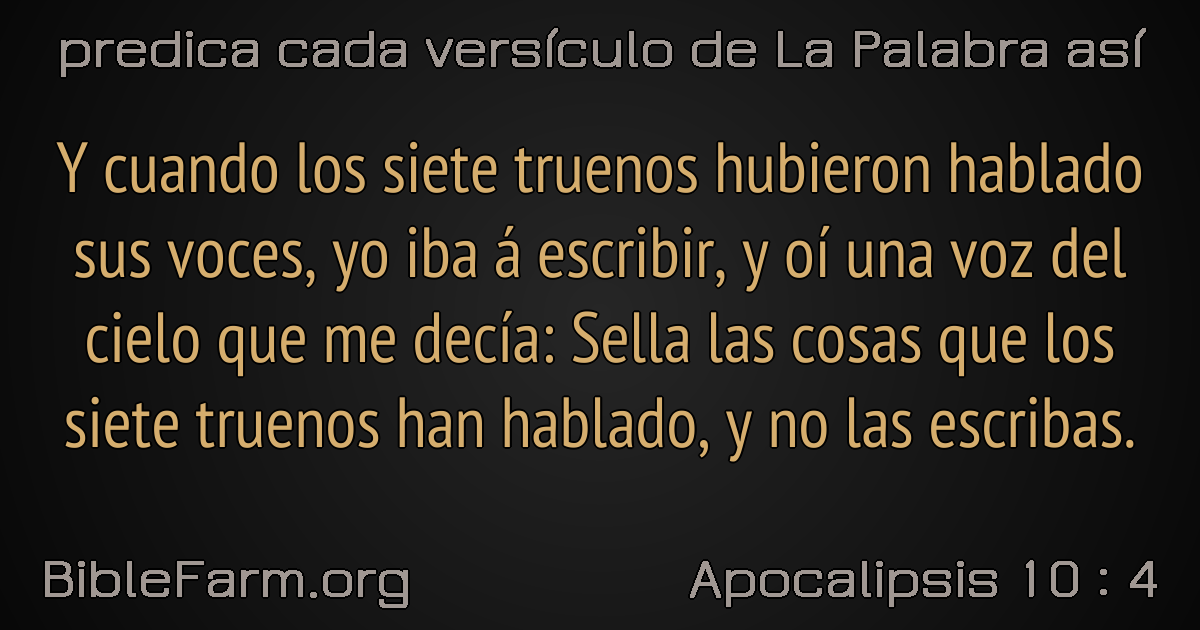 predica cada versículo de La Palabra así
Y cuando los siete truenos hubieron hablado
sus voces, yo iba á escribir, y oí una voz del
cielo que me decía: Sella las cosas que los
siete truenos han hablado, y no las escribas.
BibleFarm.org
Apocalipsis 10 : 4